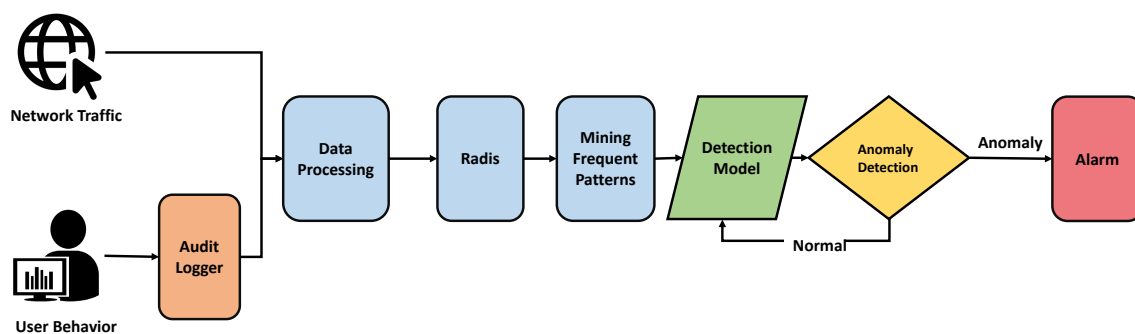 Network Traffic
User Behavior
Audit
Logger
Data
Processing
Radis
Mining
Frequent
Patterns
Detection
Model
Anomaly
Detection
Normal
Anomaly
Alarm